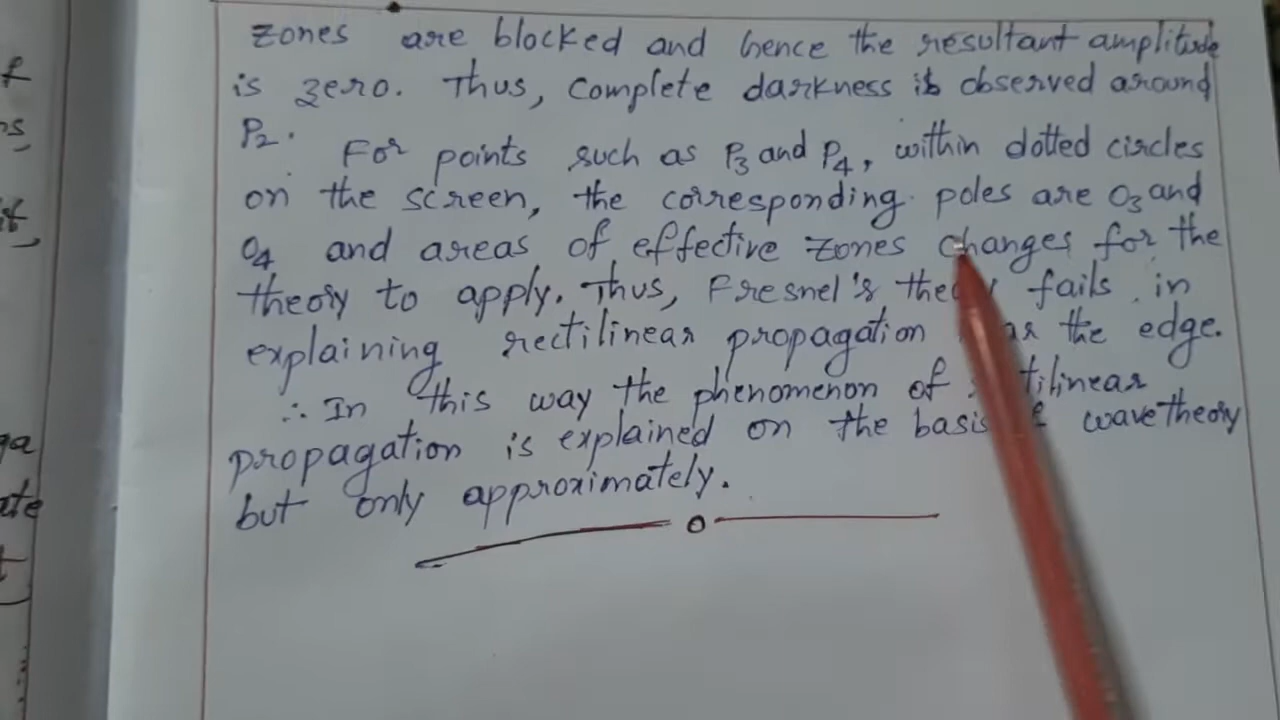 zones are blocked and hence the resultant amplitude
is zero. Thus, complete darkness is observed around
P2.
For points such as P3 and P4, within dotted circles
on the screen, the corresponding poles are O3 and
O4 and areas of effective zones changes for the
theory to apply. Thus, Fresnel's fails in
explaining rectilinear propagation the edge.
∴ In this way the phenomenon of
propagation is explained on the basis wave theory
but only approximately.